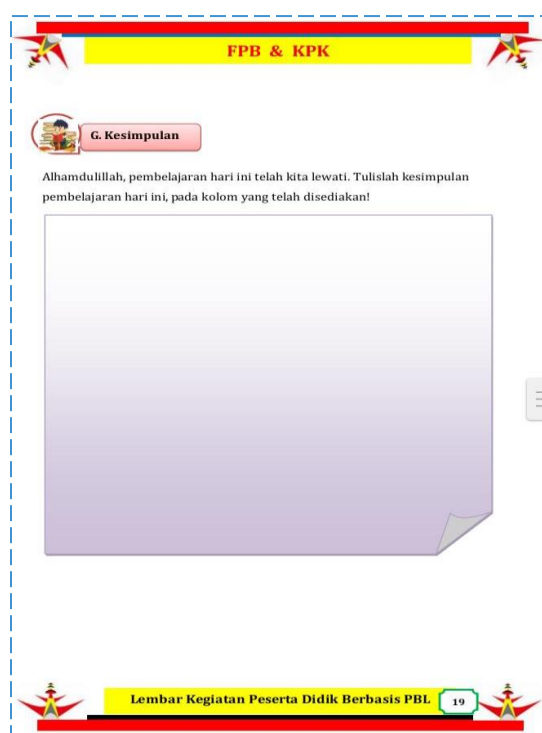 FPB & KPK
G. Kesimpulan
Alhamdulillah, pembelajaran hari ini telah kita lewati. Tulislah kesimpulan
pembelajaran hari ini, pada kolom yang telah disediakan!
Lembar Kegiatan Peserta Didik Berbasis PBL 19